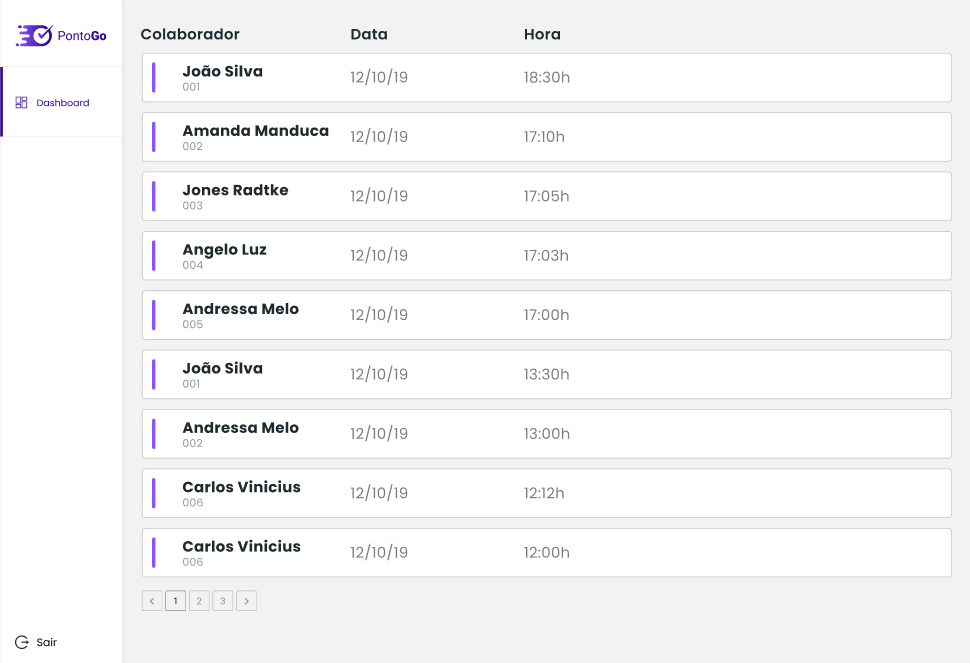 PontoGo
Dashboard
Colaborador Data Hora
João Silva 12/10/19 18:30h
001
Amanda Manduca 12/10/19 17:10h
002
Jones Radtke 12/10/19 17:05h
003
Angelo Luz 12/10/19 17:03h
004
Andressa Melo 12/10/19 17:00h
005
João Silva 12/10/19 13:30h
001
Andressa Melo 12/10/19 13:00h
002
Carlos Vinicius 12/10/19 12:12h
006
Carlos Vinicius 12/10/19 12:00h
006
< 1 2 3 >
Sair